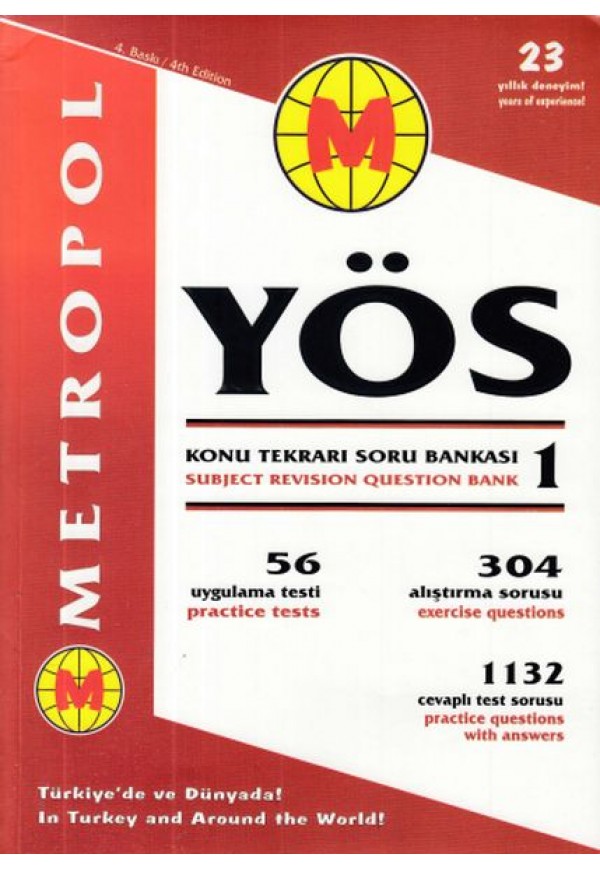 4. Baskı / 4th Edition
23
yıllık deneyim!
years of experience!
M
METROPOL
YÖS
KONU TEKRARI SORU BANKASI
SUBJECT REVISION QUESTION BANK
1
56
uygulama testi
practice tests
304
alıştırma sorusu
exercise questions
1132
cevaplı test sorusu
practice questions
with answers
M
Türkiye'de ve Dünyada!
In Turkey and Around the World!